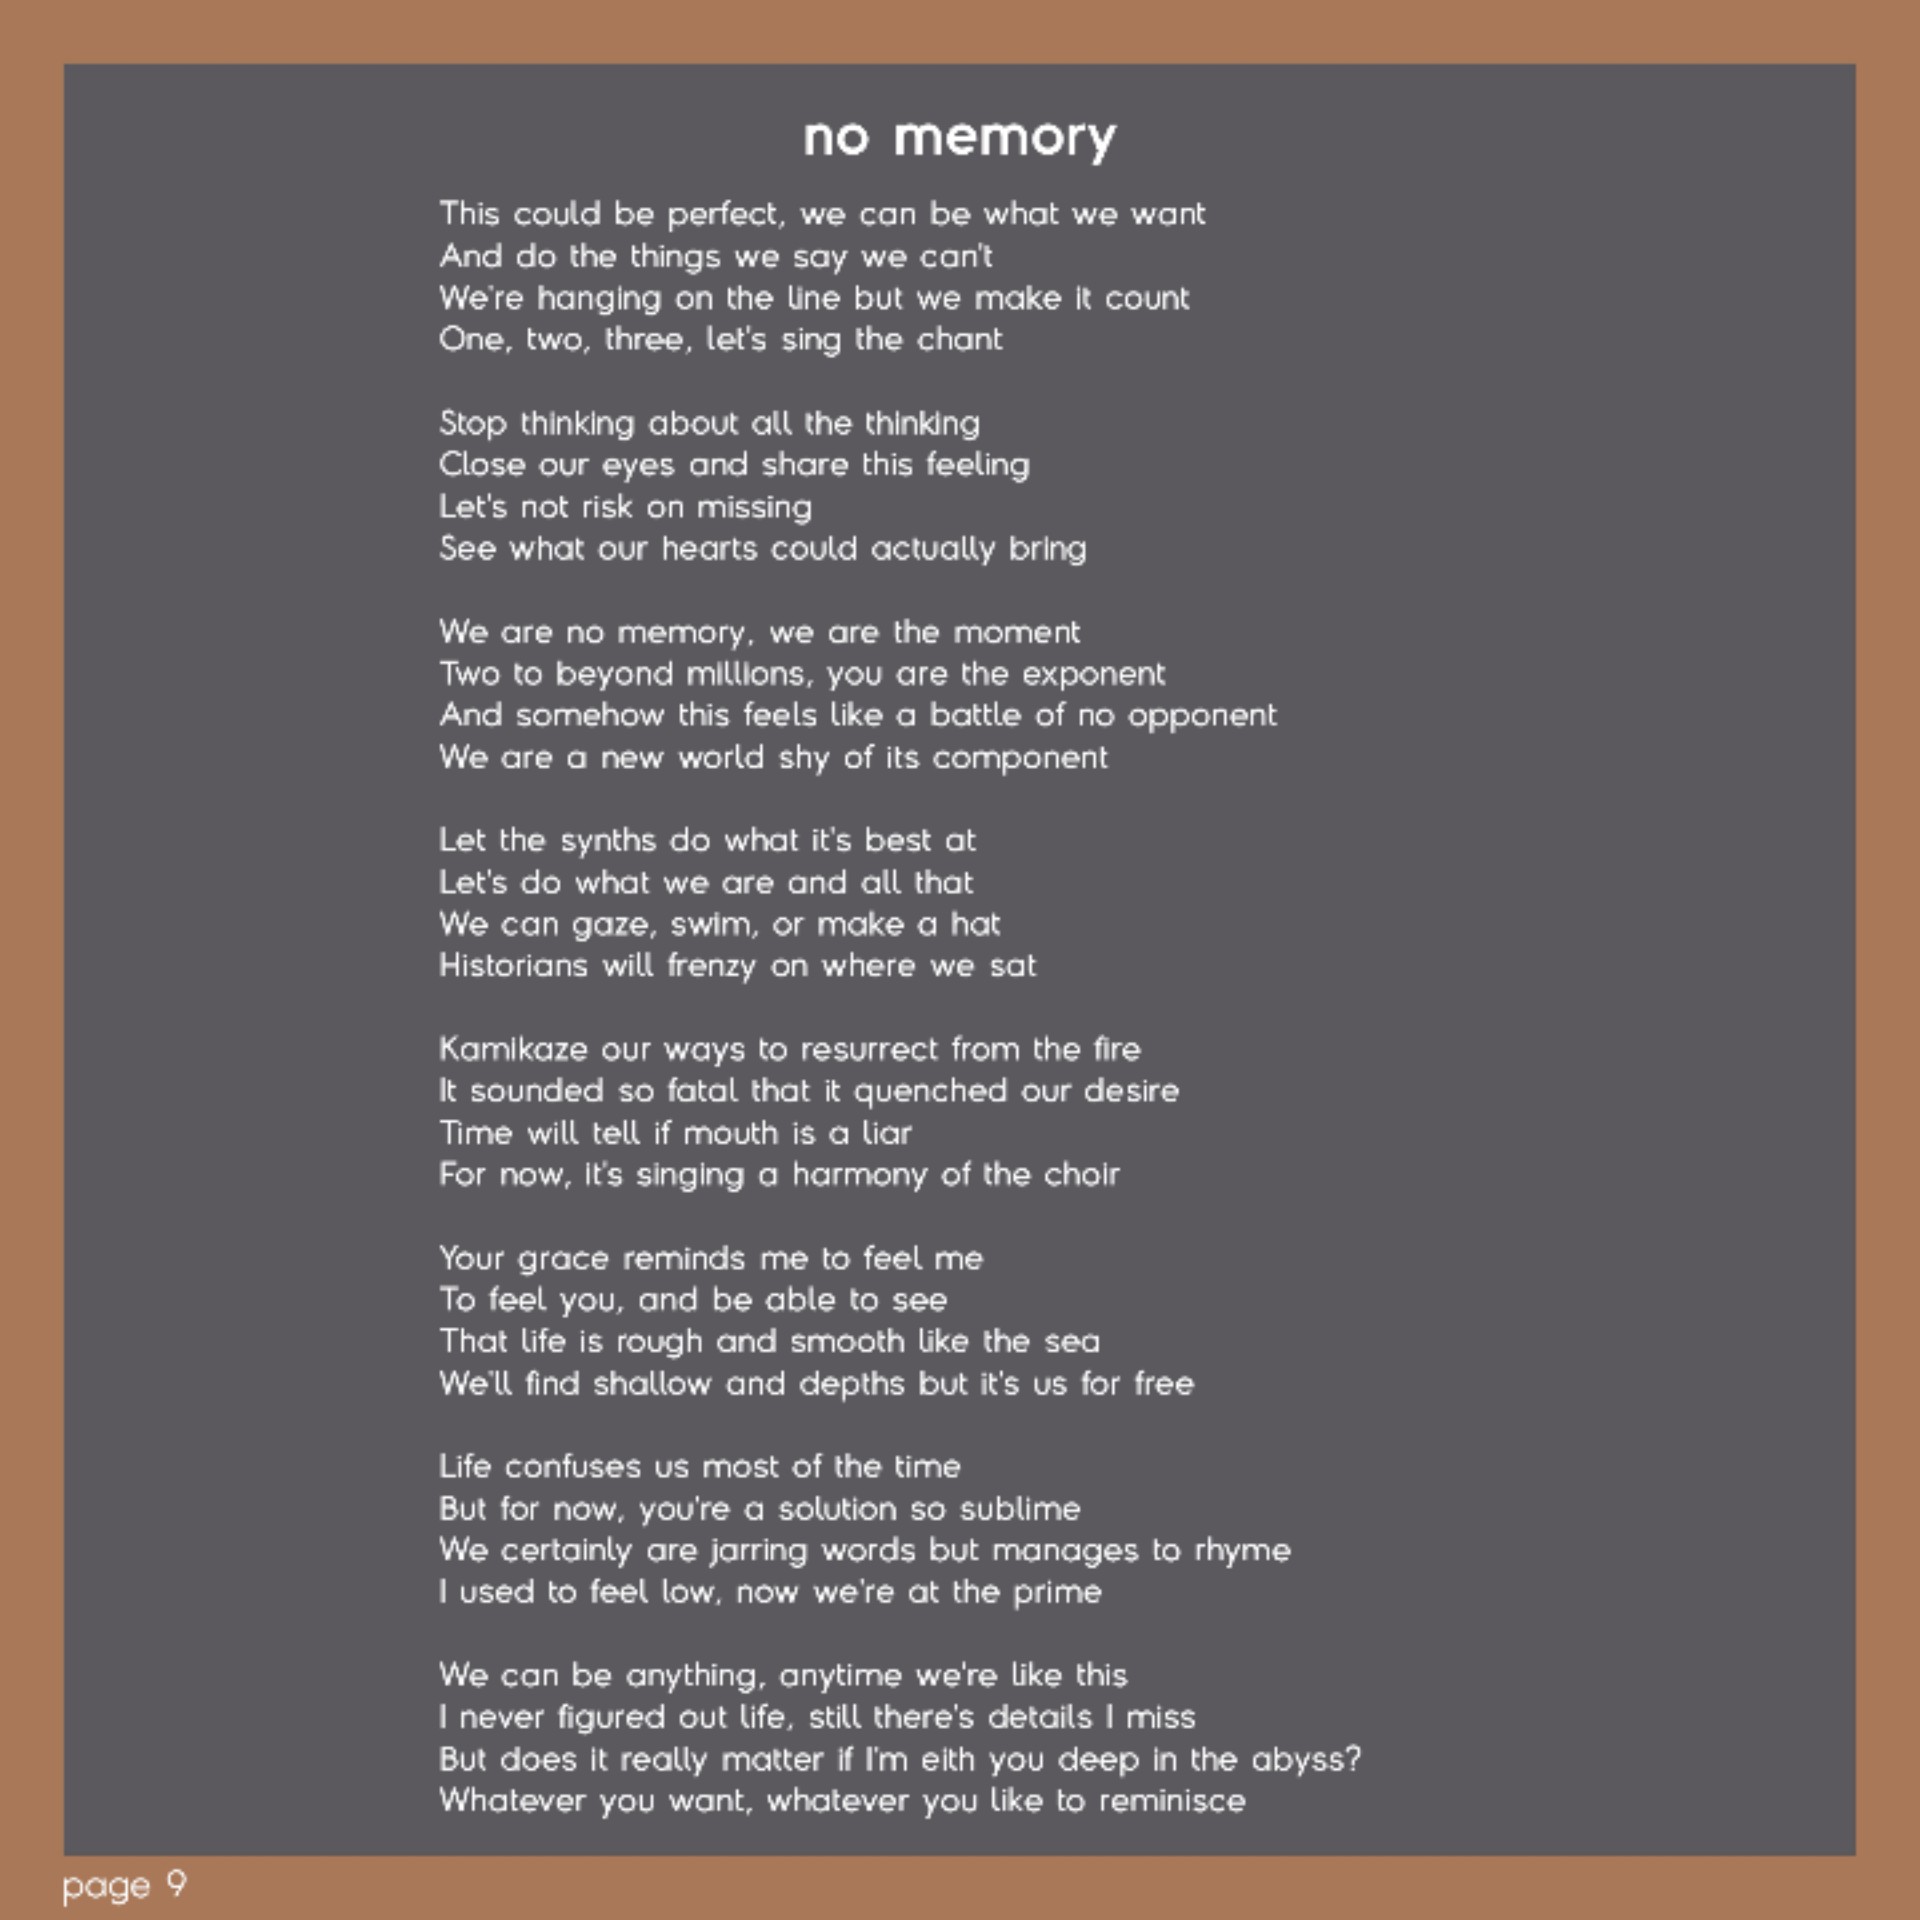 no memory
This could be perfect, we can be what we want
And do the things we say we can't
We're hanging on the line but we make it count
One, two, three, let's sing the chant
Stop thinking about all the thinking
Close our eyes and share this feeling
Let's not risk on missing
See what our hearts could actually bring
We are no memory, we are the moment
Two to beyond millions, you are the exponent
And somehow this feels like a battle of no opponent
We are a new world shy of its component
Let the synths do what it's best at
Let's do what we are and all that
We can gaze, swim, or make a hat
Historians will frenzy on where we sat
Kamikaze our ways to resurrect from the fire
It sounded so fatal that it quenched our desire
Time will tell if mouth is a liar
For now, it's singing a harmony of the choir
Your grace reminds me to feel me
To feel you, and be able to see
That life is rough and smooth like the sea
We'll find shallow and depths but it's us for free
Life confuses us most of the time
But for now, you're a solution so sublime
We certainly are jarring words but manages to rhyme
I used to feel low, now we're at the prime
We can be anything, anytime we're like this
I never figured out life, still there's details I miss
But does it really matter if I'm eith you deep in the abyss?
Whatever you want, whatever you like to reminisce
page 9